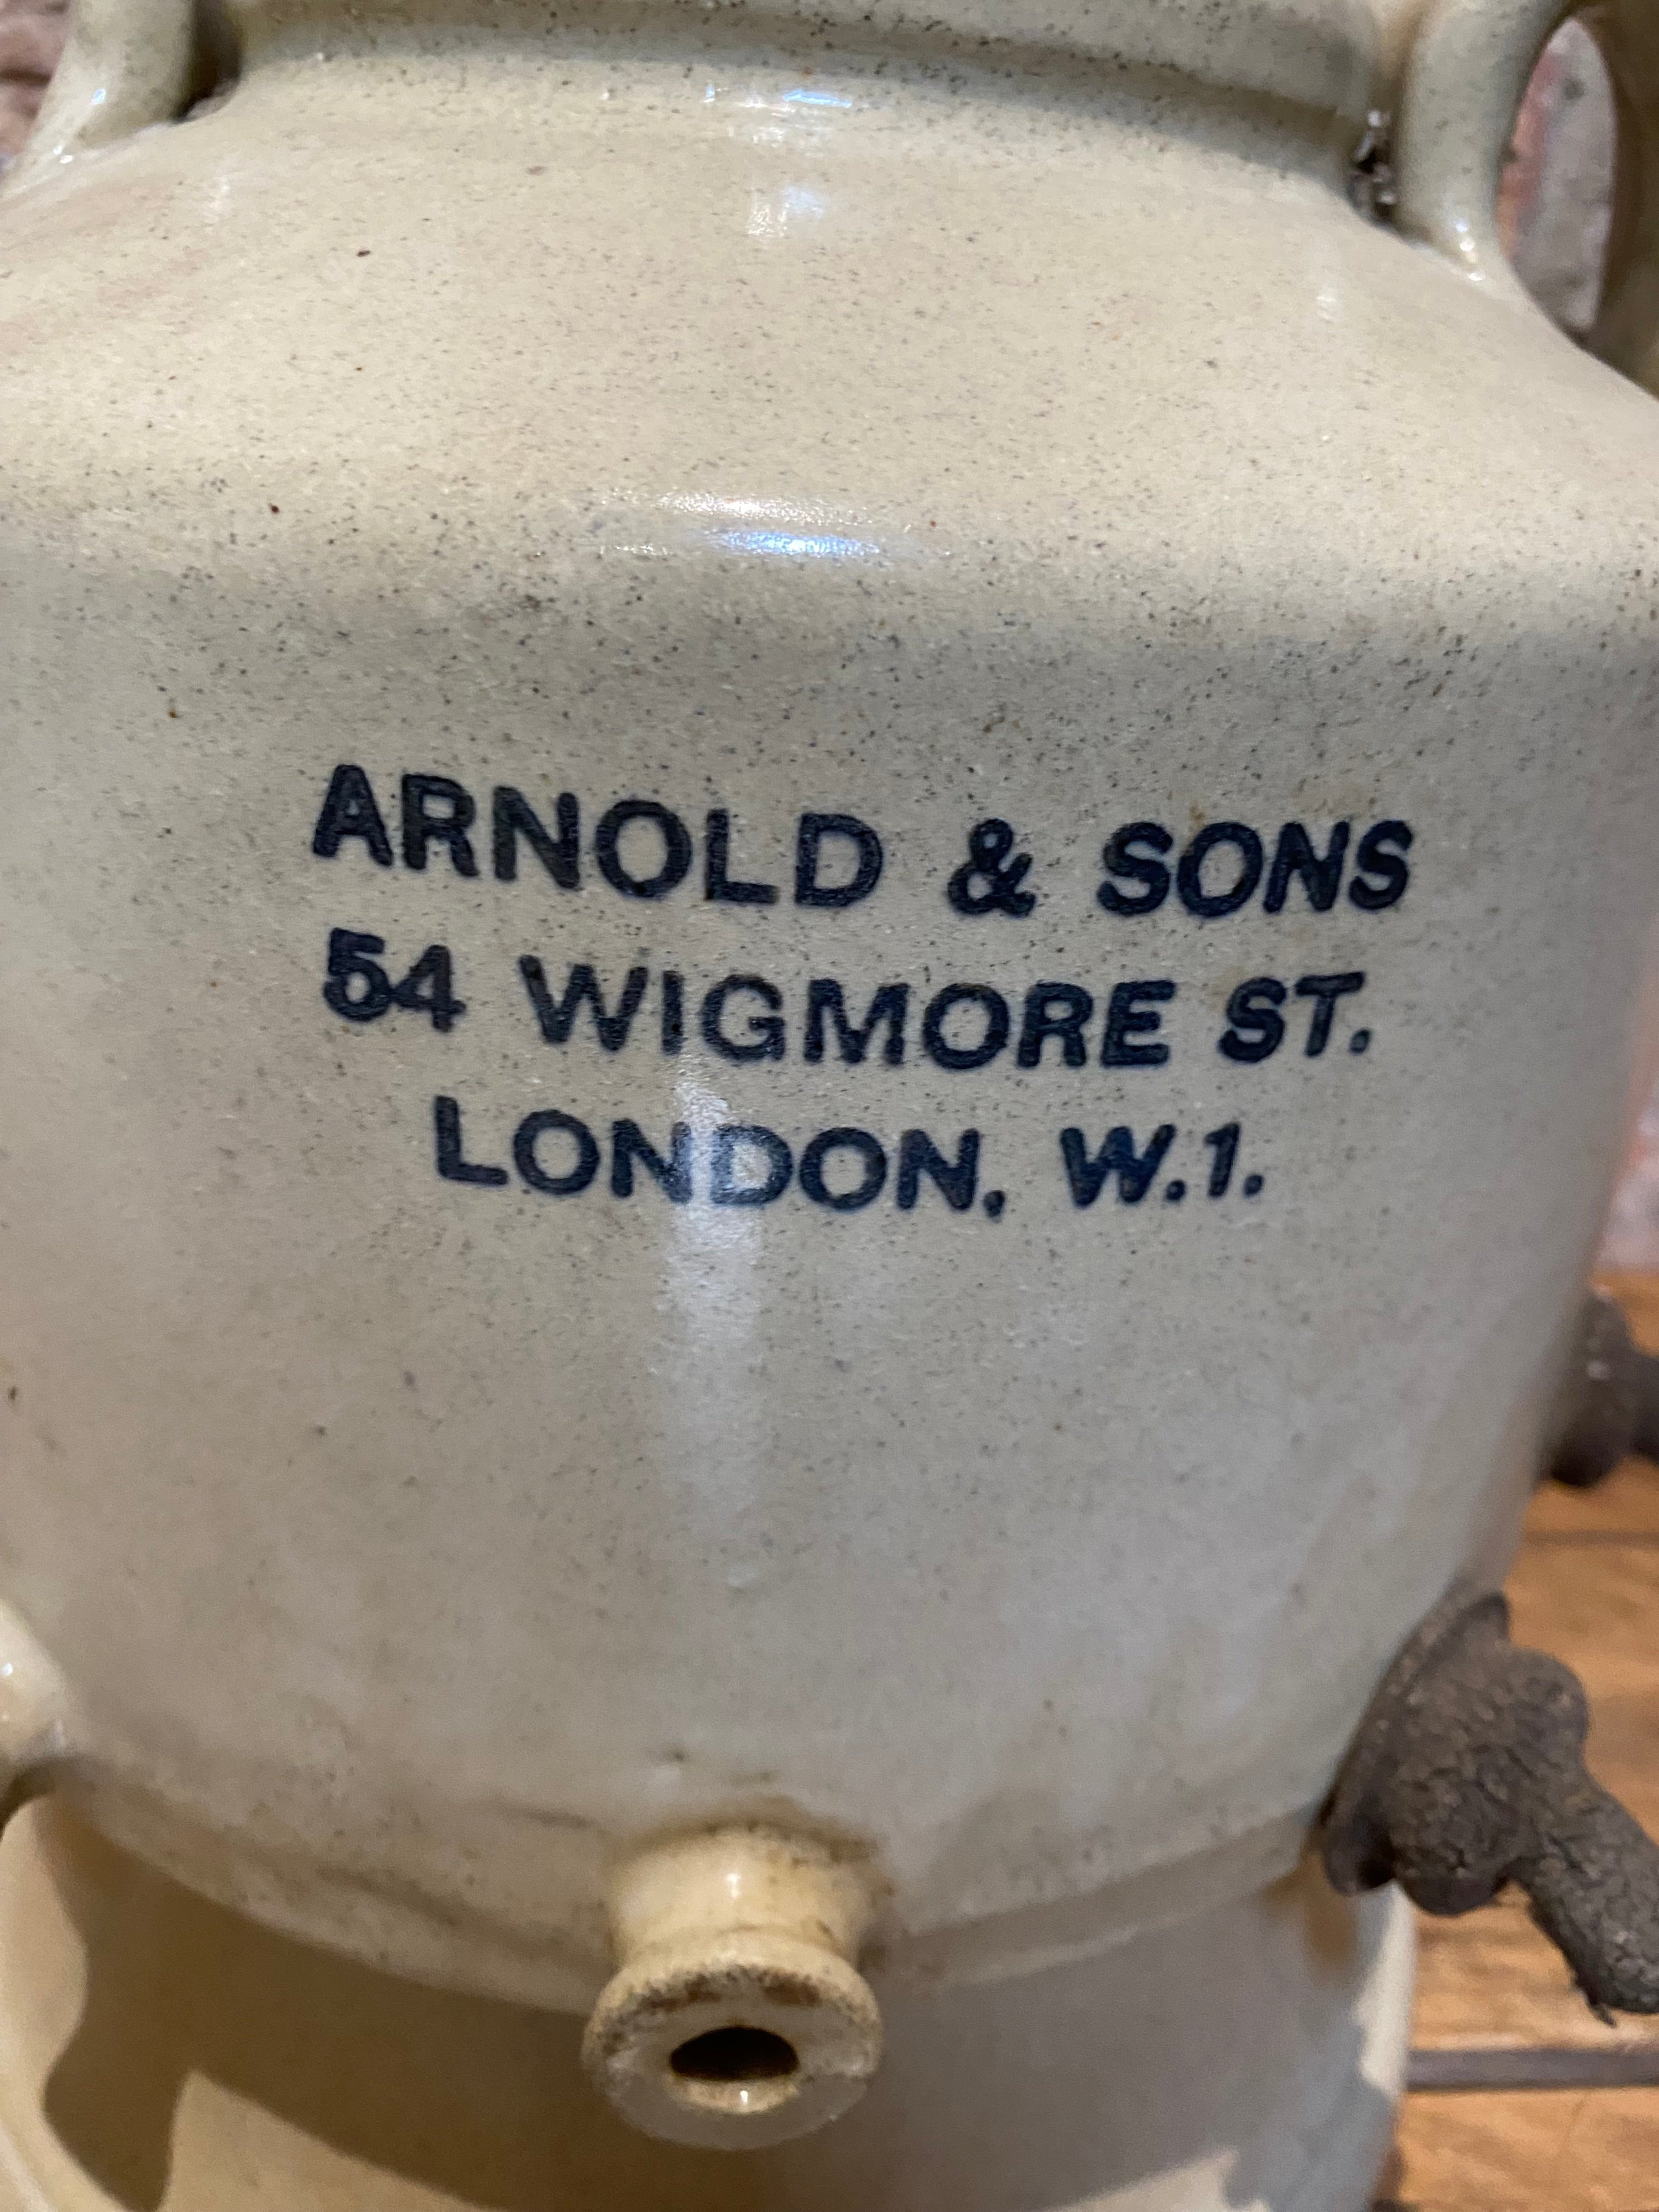 ARNOLD & SONS
54 WIGMORE ST.
LONDON, W.1.